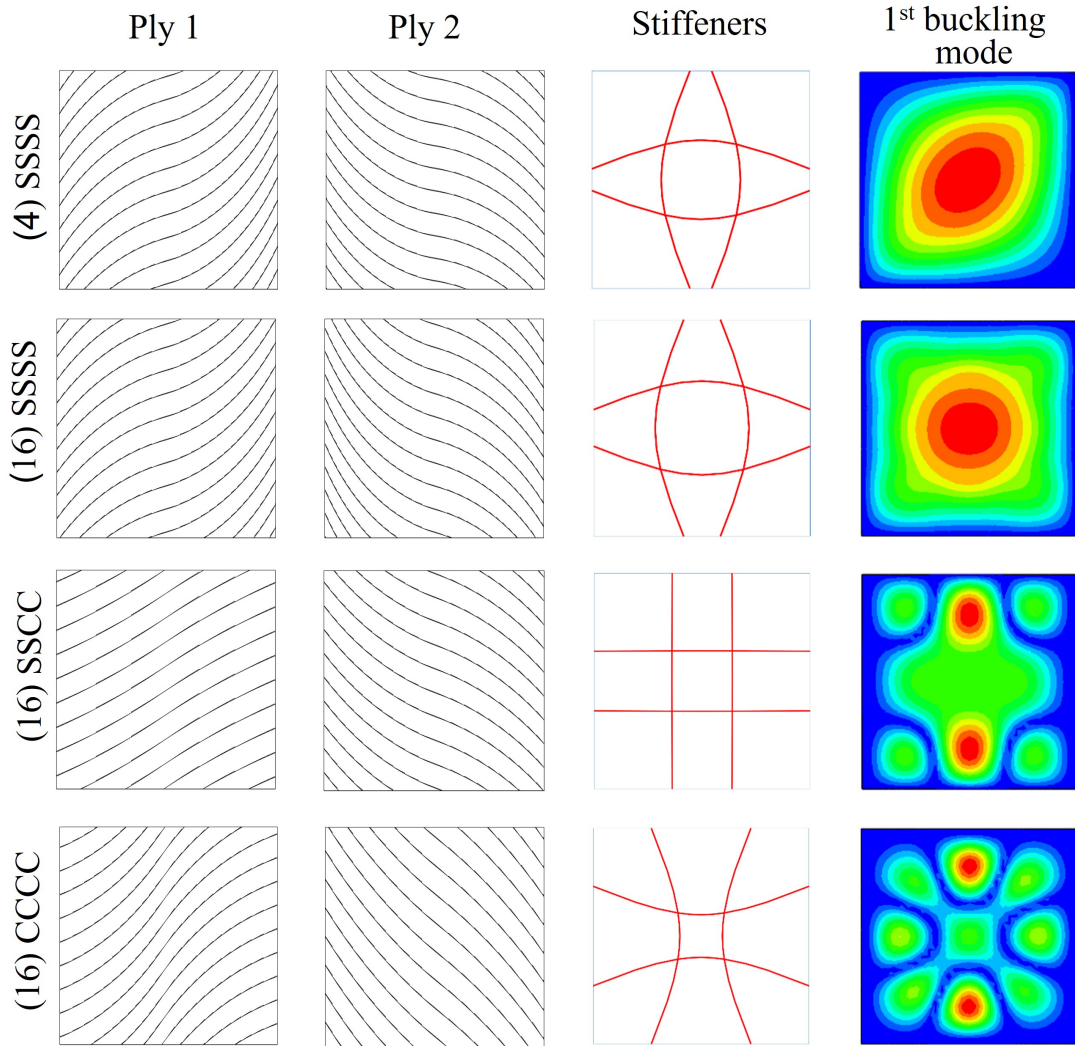 Ply 1
Ply 2
Stiffeners
1st buckling
mode
(4) SSSS
(16) SSSS
(16) SSCC
(16) CCCC